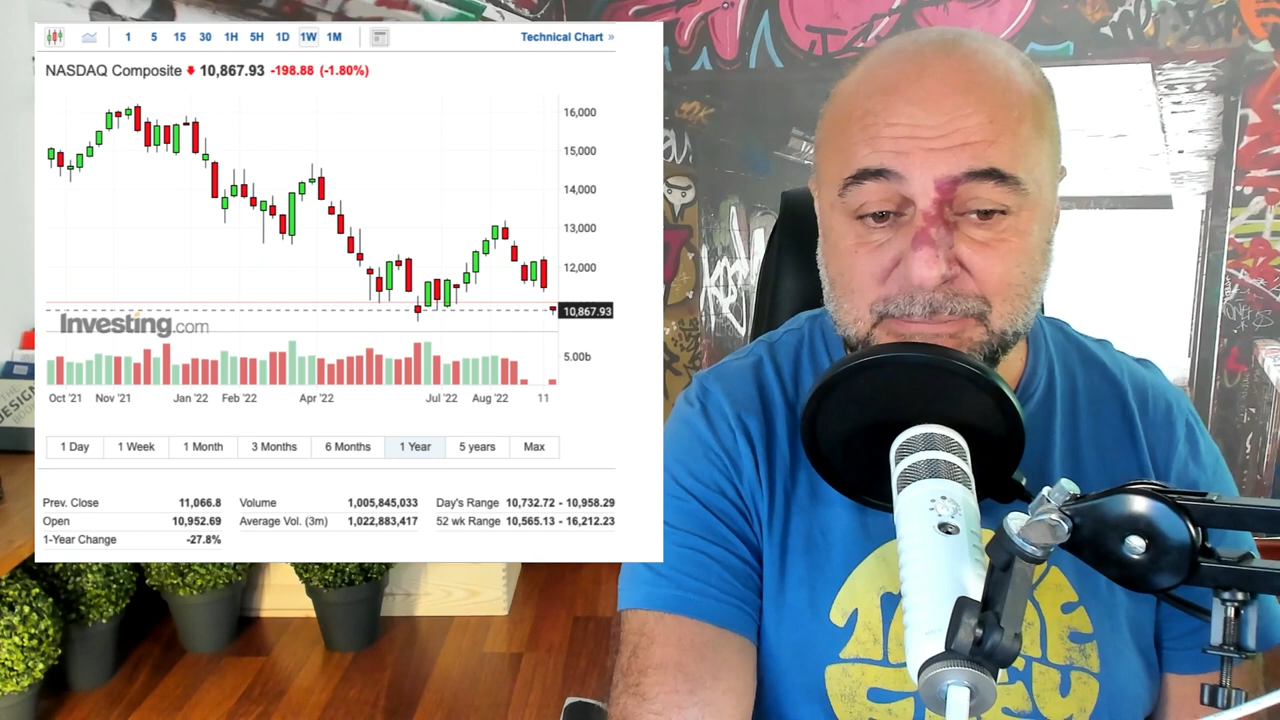 1 5 15 30 1H 5H 1D 1W 1M Technical Chart »
NASDAQ Composite 10,867.93 -198.88 (-1.80%)
16,000
15,000
14,000
13,000
12,000
10,867.93
Investing.com
5.00b
Oct '21 Nov '21 Jan '22 Feb '22 Apr '22 Jul '22 Aug '22 11
1 Day 1 Week 1 Month 3 Months 6 Months 1 Year 5 years Max
Prev. Close 11,066.8 Volume 1,005,845,033 Day's Range 10,732.72 - 10,958.29
Open 10,952.69 Average Vol. (3m) 1,022,883,417 52 wk Range 10,565.13 - 16,212.23
1-Year Change -27.8%
THE
DESIGN